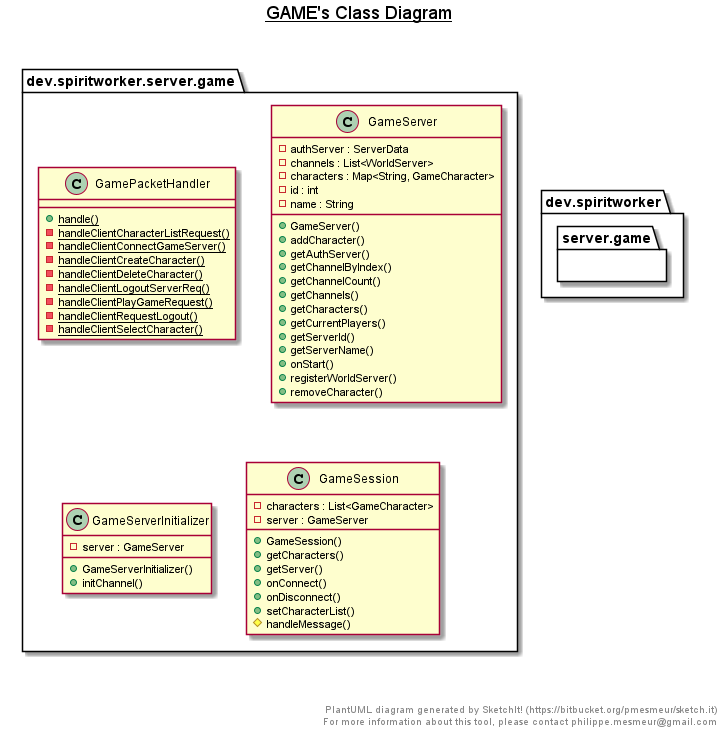 GAME's Class Diagram
dev.spiritworker.server.game
C GamePacketHandler
handle()
handleClientCharacterListRequest()
handleClientConnectGameServer()
handleClientCreateCharacter()
handleClientDeleteCharacter()
handleClientLogoutServerReq()
handleClientPlayGameRequest()
handleClientRequestLogout()
handleClientSelectCharacter()
C GameServer
authServer : ServerData
channels : List<WorldServer>
characters : Map<String, GameCharacter>
id : int
name : String
GameServer()
addCharacter()
getAuthServer()
getChannelByIndex()
getChannelCount()
getChannels()
getCharacters()
getCurrentPlayers()
getServerId()
getServerName()
onStart()
registerWorldServer()
removeCharacter()
C GameServerInitializer
server : GameServer
GameServerInitializer()
initChannel()
C GameSession
characters : List<GameCharacter>
server : GameServer
GameSession()
getCharacters()
getServer()
onConnect()
onDisconnect()
setCharacterList()
handleMessage()
dev.spiritworker
server.game
PlantUML diagram generated by SketchIt! (https://bitbucket.org/pmesmeur/sketch.it)
For more information about this tool, please contact philippe.mesmeur@gmail.com